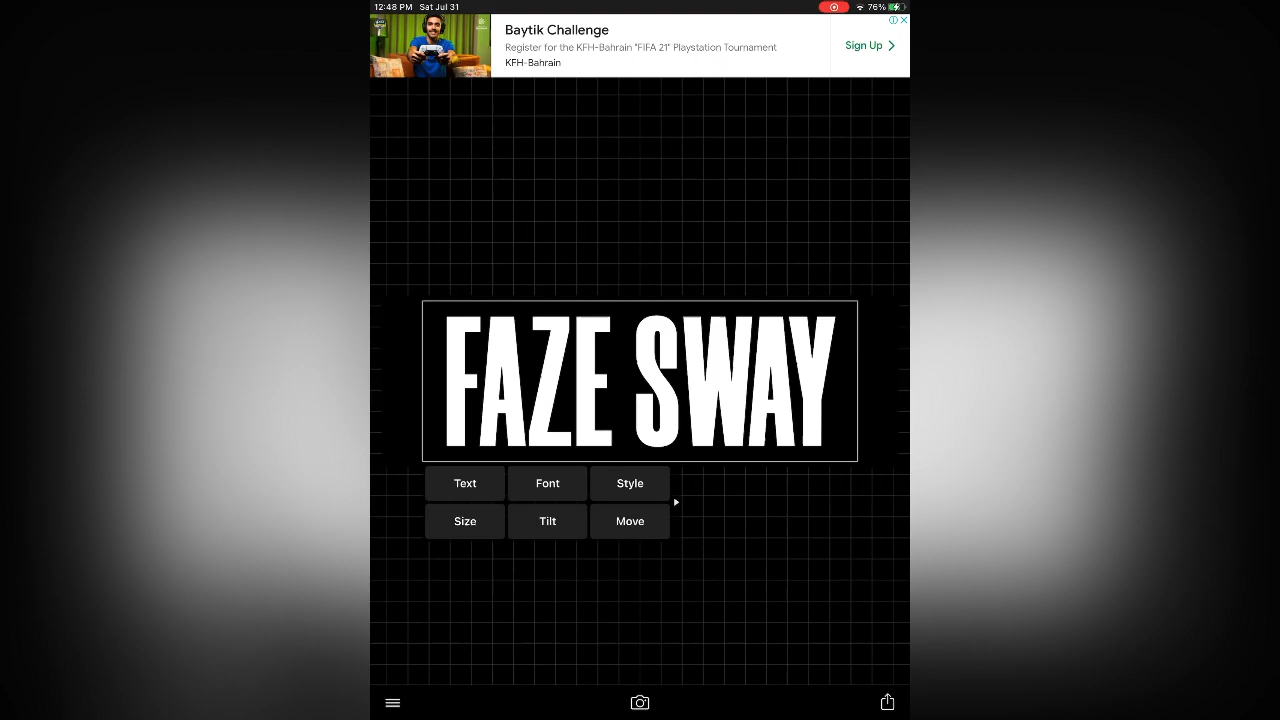 12:48 PM Sat Jul 31
76%
Baytik Challenge
Register for the KFH-Bahrain "FIFA 21" Playstation Tournament
KFH-Bahrain
Sign Up
FAZE SWAY
Text Font Style
Size Tilt Move